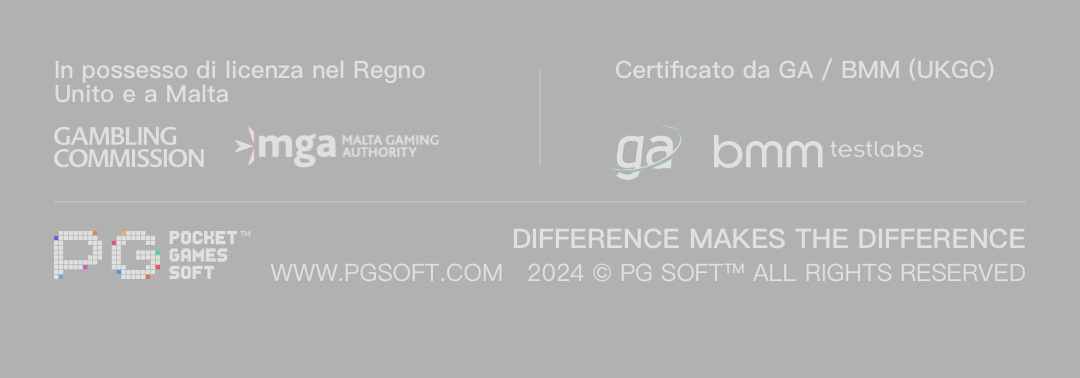 In possesso di licenza nel Regno
Unito e a Malta
GAMBLING
COMMISSION
mga MALTA GAMING
AUTHORITY
Certificato da GA / BMM (UKGC)
ga
bmm testlabs
PG POCKET™
GAMES
SOFT
DIFFERENCE MAKES THE DIFFERENCE
WWW.PGSOFT.COM 2024 © PG SOFT™ ALL RIGHTS RESERVED